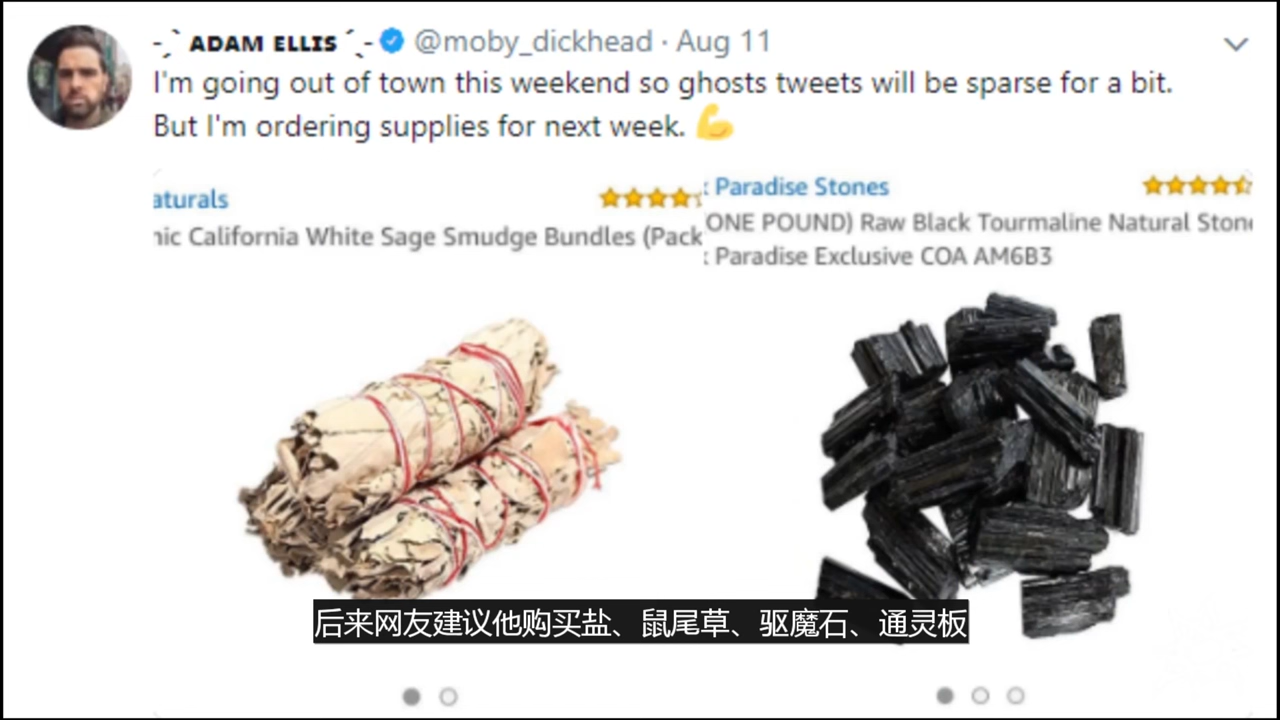 -ˏˋ ADAM ELLIS ˊˎ- @moby_dickhead · Aug 11
I'm going out of town this weekend so ghosts tweets will be sparse for a bit.
But I'm ordering supplies for next week. 💪
aturals
nic California White Sage Smudge Bundles (Pack
: Paradise Stones
ONE POUND) Raw Black Tourmaline Natural Stone
: Paradise Exclusive COA AM6B3
后来网友建议他购买盐、鼠尾草、驱魔石、通灵板